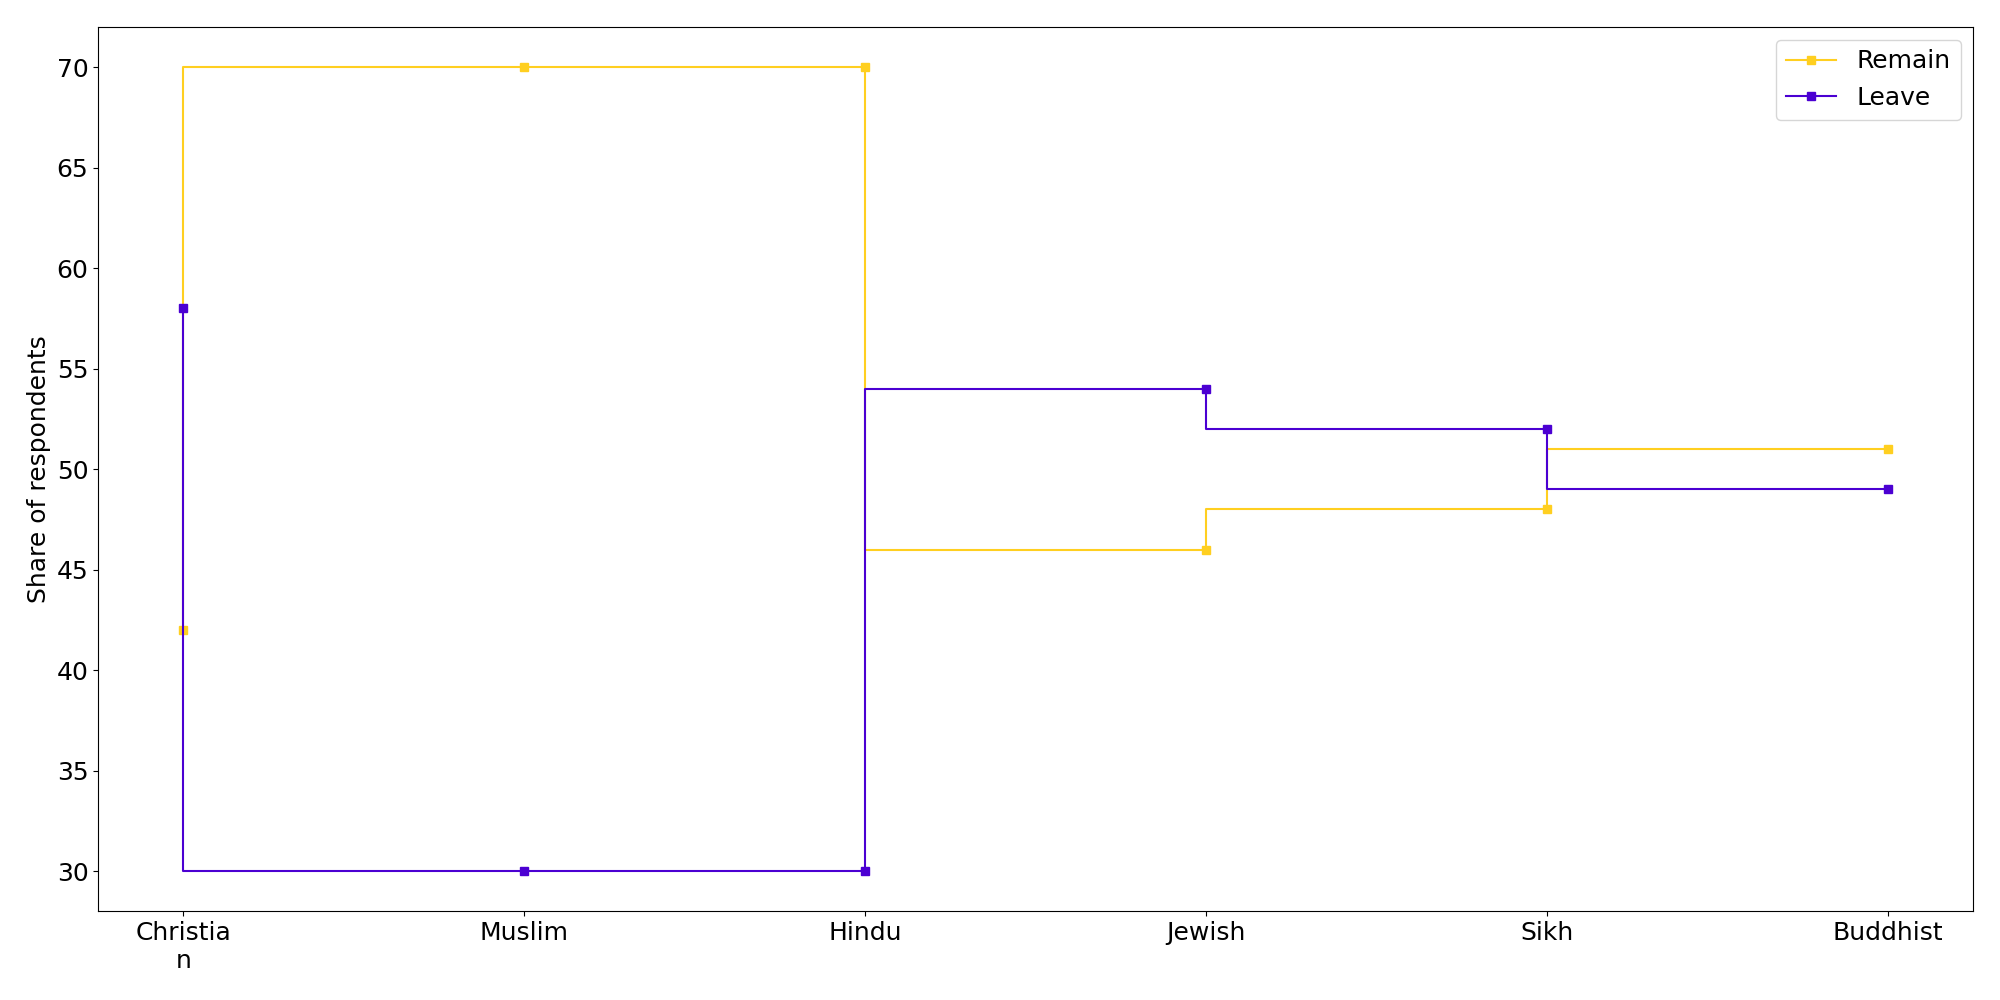 70
65
60
55
50
45
40
35
30
Share of respondents
Remain
Leave
Christia
n
Muslim
Hindu
Jewish
Sikh
Buddhist